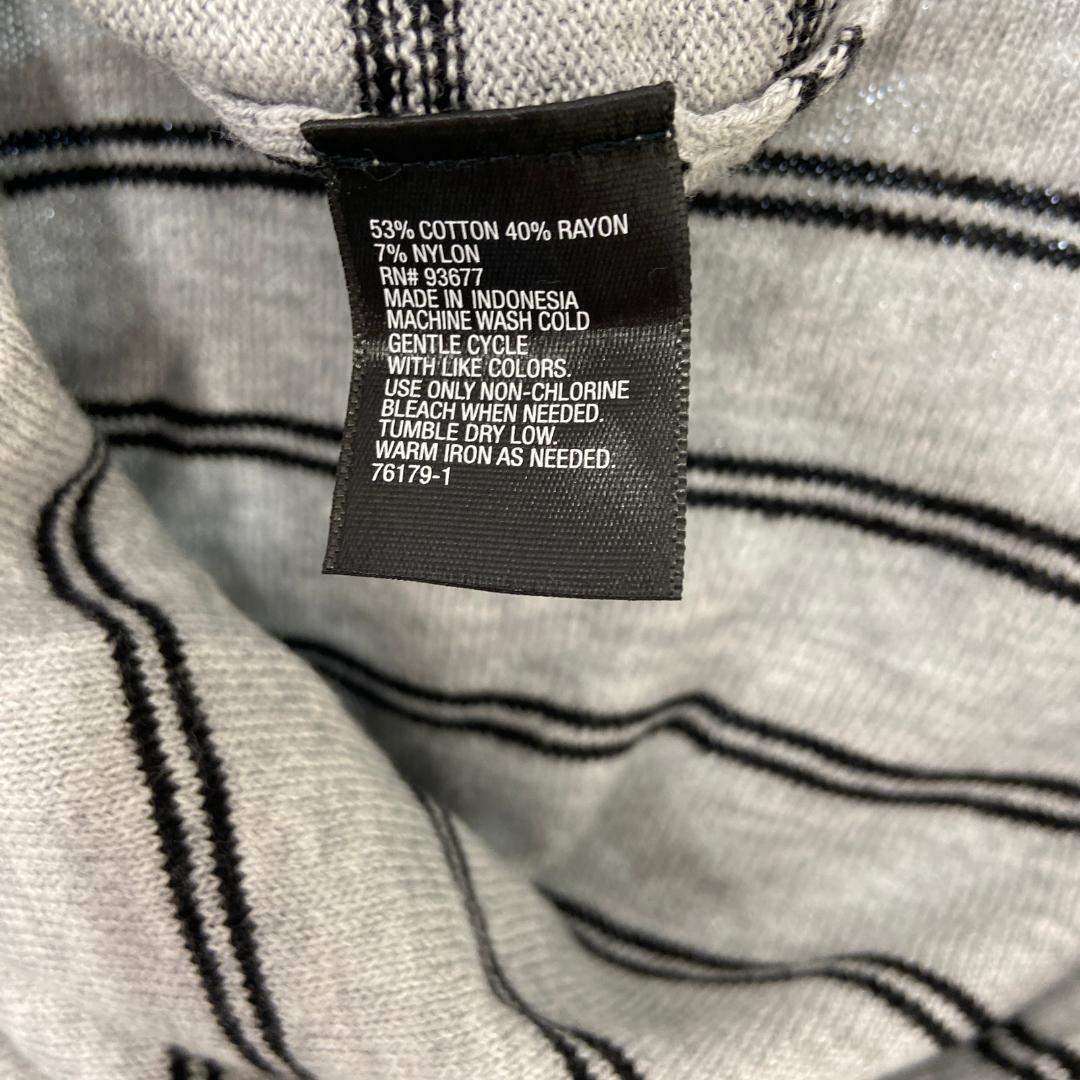 53% COTTON 40% RAYON
7% NYLON
RN# 93677
MADE IN INDONESIA
MACHINE WASH COLD
GENTLE CYCLE
WITH LIKE COLORS.
USE ONLY NON-CHLORINE
BLEACH WHEN NEEDED.
TUMBLE DRY LOW.
WARM IRON AS NEEDED.
76179-1